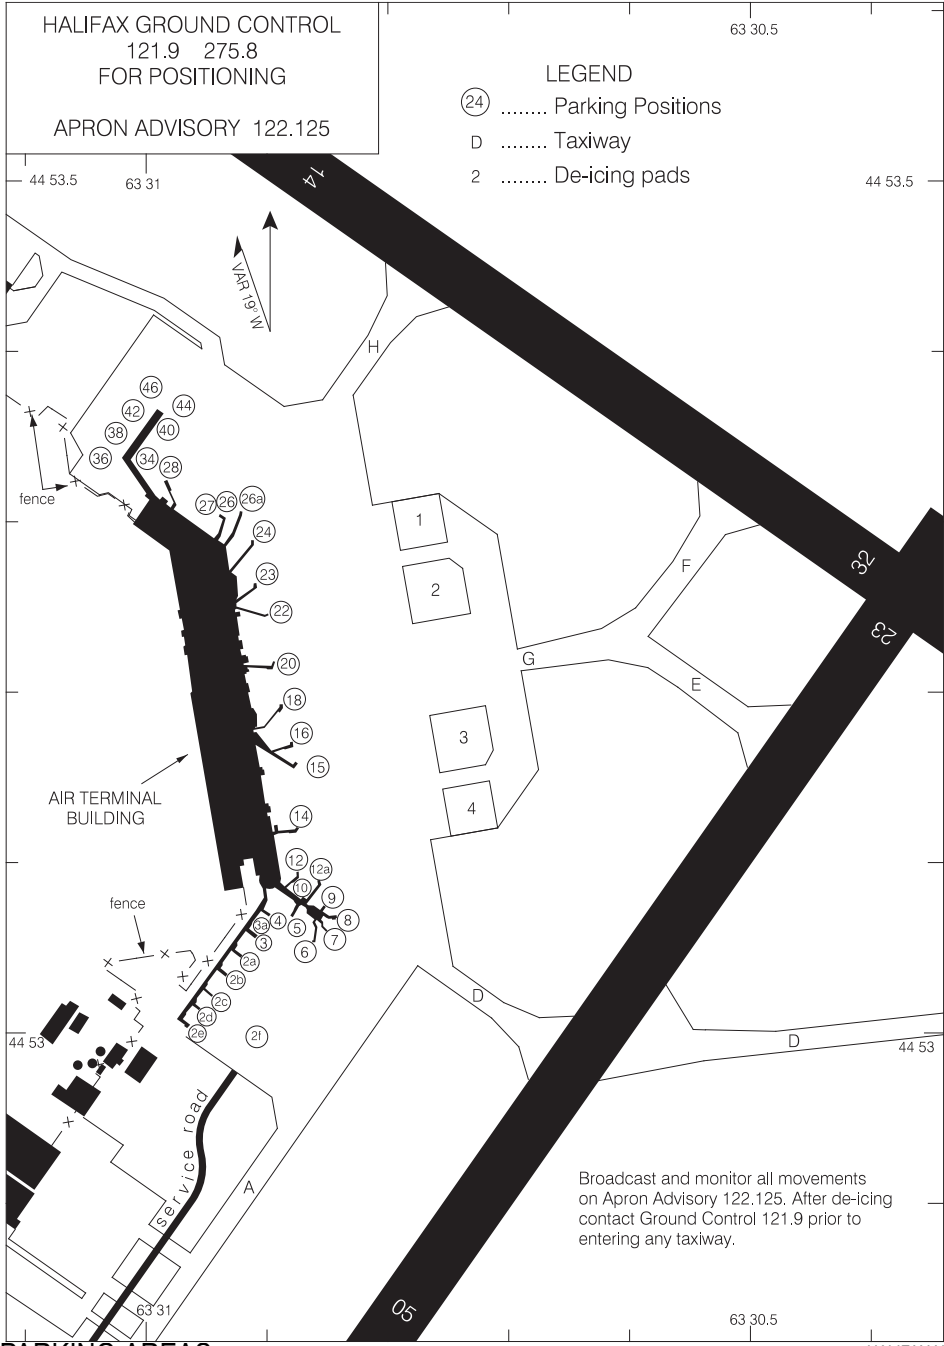 HALIFAX GROUND CONTROL
121.9 275.8
FOR POSITIONING
APRON ADVISORY 122.125
63 30.5
LEGEND
24 ........ Parking Positions
D ........ Taxiway
2 ........ De-icing pads
44 53.5
63 31
14
44 53.5
VAR 19° W
H
46
42
44
38
40
36
34
28
fence
27
26
26a
24
1
23
2
22
F
32
23
G
20
E
18
16
3
15
AIR TERMINAL
BUILDING
4
14
12
12a
10
9
fence
4
8
3a
5
7
3
6
2a
2b
2c
D
2d
2e
2f
D
44 53
44 53
service road
A
Broadcast and monitor all movements
on Apron Advisory 122.125. After de-icing
contact Ground Control 121.9 prior to
entering any taxiway.
63 31
05
63 30.5
PARKING AREAS